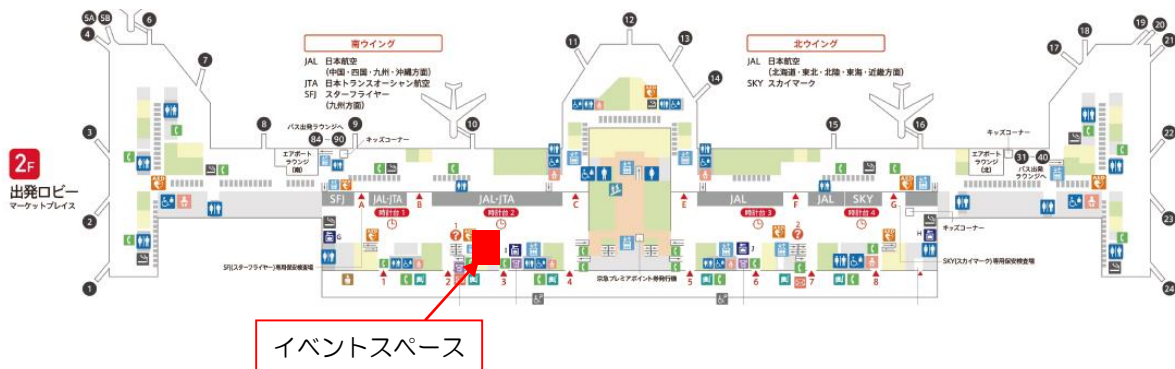 5A 5B 6
4
7
3
2
1
2F
出発ロビー
マーケットプレイス
南ウイング
JAL 日本航空
(中国・四国・九州・沖縄方面)
JTA 日本トランスオーシャン航空
SFJ スターフライヤー
(九州方面)
8
バス出発ラウンジへ
84 90
9
キッズコーナー
エアポート
ラウンジ
(南)
10
11
12
13
14
北ウイング
JAL 日本航空
(北海道・東北・北陸・東海・近畿方面)
SKY スカイマーク
15
16
キッズコーナー
エアポート
ラウンジ
(北)
31 40
バス出発
ラウンジへ
17
18
19
20
21
22
23
24
AED
SFJ A JAL・JTA B JAL・JTA C E JAL F JAL SKY G
時計台 1
時計台 2
時計台 3
時計台 4
キッズコーナー
G
H
I
J
1
2
SFJ(スターフライヤー)専用保安検査場
京急プレミアポイント券発行機
SKY(スカイマーク)専用保安検査場
1 2 3 4 5 6 7 8
イベントスペース